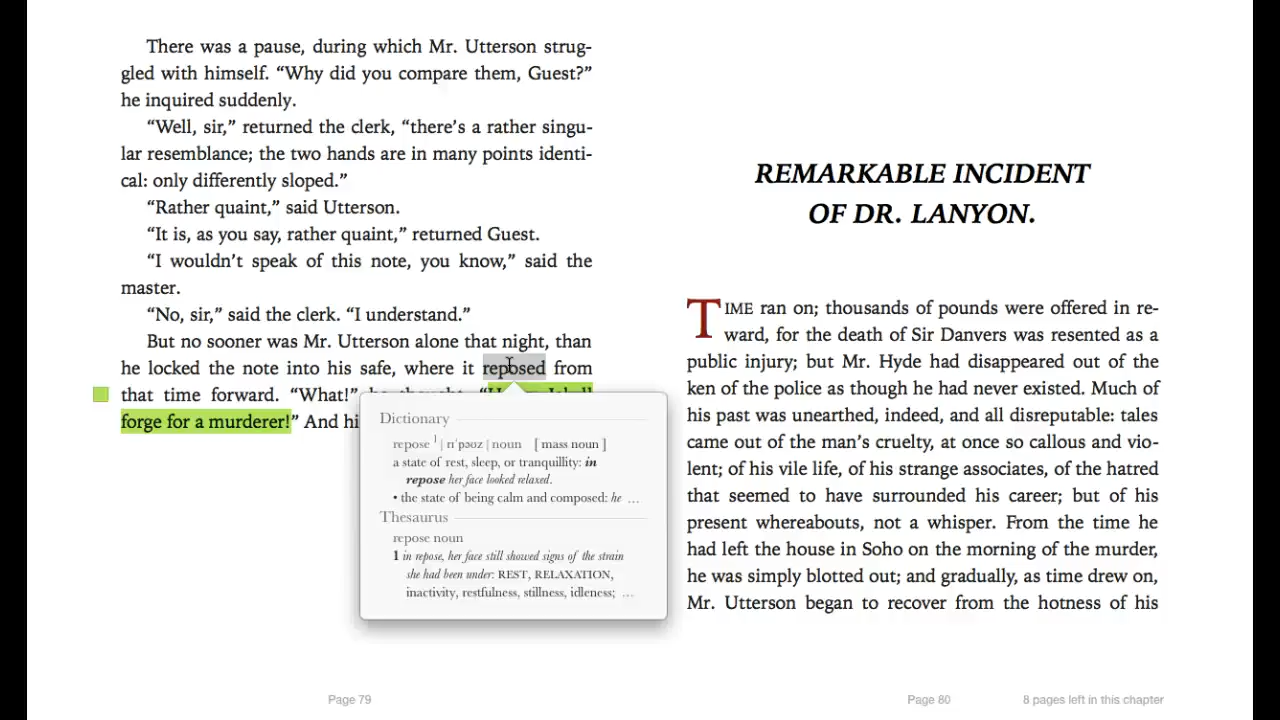 There was a pause, during which Mr. Utterson strug-
gled with himself. “Why did you compare them, Guest?”
he inquired suddenly.
“Well, sir,” returned the clerk, “there’s a rather singu-
lar resemblance; the two hands are in many points identi-
cal: only differently sloped.”
“Rather quaint,” said Utterson.
“It is, as you say, rather quaint,” returned Guest.
“I wouldn’t speak of this note, you know,” said the
master.
“No, sir,” said the clerk. “I understand.”
But no sooner was Mr. Utterson alone that night, than
he locked the note into his safe, where it reposed from
that time forward. “What!”
forge for a murderer!” And hi
Dictionary
repose 1 | rɪˈpəʊz | noun [ mass noun ]
a state of rest, sleep, or tranquillity: in
repose her face looked relaxed.
• the state of being calm and composed: he …
Thesaurus
repose noun
1 in repose, her face still showed signs of the strain
she had been under: REST, RELAXATION,
inactivity, restfulness, stillness, idleness; …
Page 79
REMARKABLE INCIDENT
OF DR. LANYON.
TIME ran on; thousands of pounds were offered in re-
ward, for the death of Sir Danvers was resented as a
public injury; but Mr. Hyde had disappeared out of the
ken of the police as though he had never existed. Much of
his past was unearthed, indeed, and all disreputable: tales
came out of the man’s cruelty, at once so callous and vio-
lent; of his vile life, of his strange associates, of the hatred
that seemed to have surrounded his career; but of his
present whereabouts, not a whisper. From the time he
had left the house in Soho on the morning of the murder,
he was simply blotted out; and gradually, as time drew on,
Mr. Utterson began to recover from the hotness of his
Page 80
8 pages left in this chapter